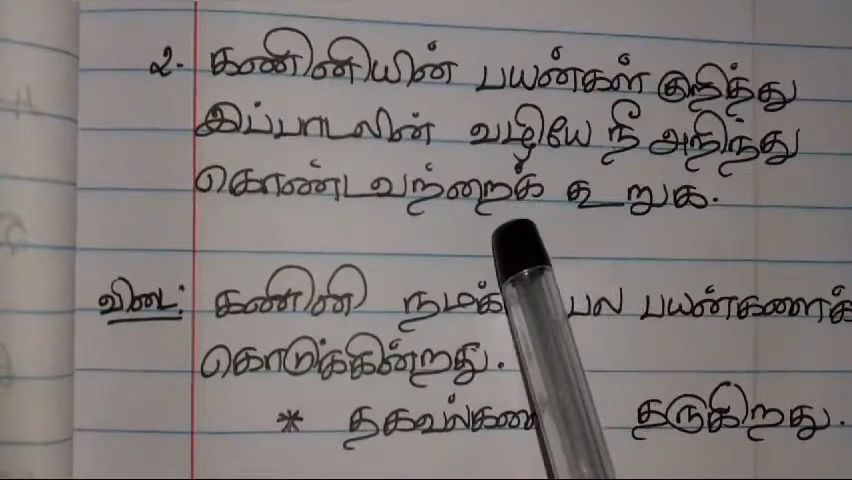 2. கணினியின் பயன்கள் குறித்து
இப்பாடலின் வழியே நீ அறிந்து
கொண்டவற்றைக் கூறுக.
விடை: கணினி பல பயன்களைக்
கொடுக்கின்றது.
* தருகிறது.